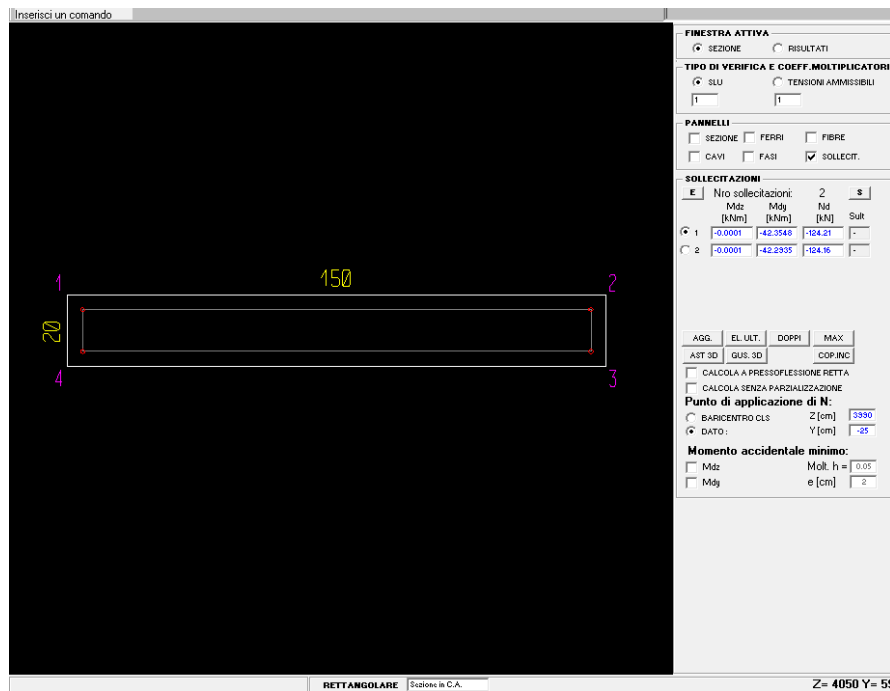 Inserisci un comando
FINESTRA ATTIVA
SEZIONE RISULTATI
TIPO DI VERIFICA E COEFF.MOLTIPLICATORI
SLU TENSIONI AMMISSIBILI
1 1
PANNELLI
SEZIONE FERRI FIBRE
CAVI FASI SOLLECIT.
SOLLECITAZIONI
E Nro sollecitazioni: 2 S
Mdz Mdy Nd
[kNm] [kNm] [kN] Sult
1 -0.0001 -42.3548 -124.21 -
2 -0.0001 -42.2935 -124.16 -
1 150 2
20
4 3
AGG. EL. ULT. DOPPI MAX
AST 3D GUS. 3D COP.INC
CALCOLA A PRESSOFLESSIONE RETTA
CALCOLA SENZA PARZIALIZZAZIONE
Punto di applicazione di N:
BARICENTRO CLS Z [cm] 3990
DATO : Y [cm] -25
Momento accidentale minimo:
Mdz Molt. h = 0.05
Mdy e [cm] 2
RETTANGOLARE Sezione in C.A. Z= 4050 Y= 59